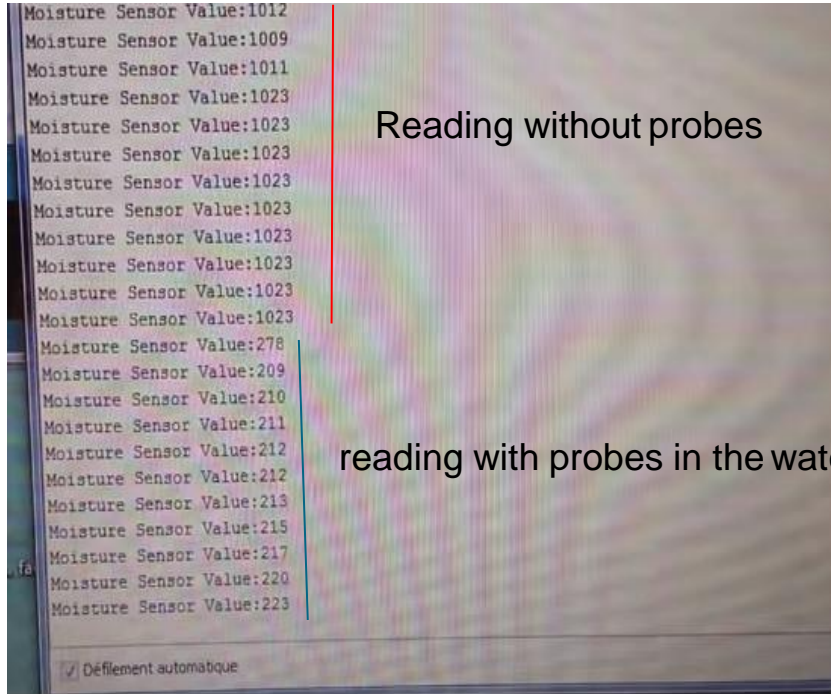 Moisture Sensor Value:1012
Moisture Sensor Value:1009
Moisture Sensor Value:1011
Moisture Sensor Value:1023
Moisture Sensor Value:1023
Reading without probes
Moisture Sensor Value:1023
Moisture Sensor Value:1023
Moisture Sensor Value:1023
Moisture Sensor Value:1023
Moisture Sensor Value:1023
Moisture Sensor Value:1023
Moisture Sensor Value:1023
Moisture Sensor Value:278
Moisture Sensor Value:209
Moisture Sensor Value:210
Moisture Sensor Value:211
Moisture Sensor Value:212
reading with probes in the
Moisture Sensor Value:212
Moisture Sensor Value:213
Moisture Sensor Value:215
Moisture Sensor Value:217
Moisture Sensor Value:220
Moisture Sensor Value:223
Défilement automatique